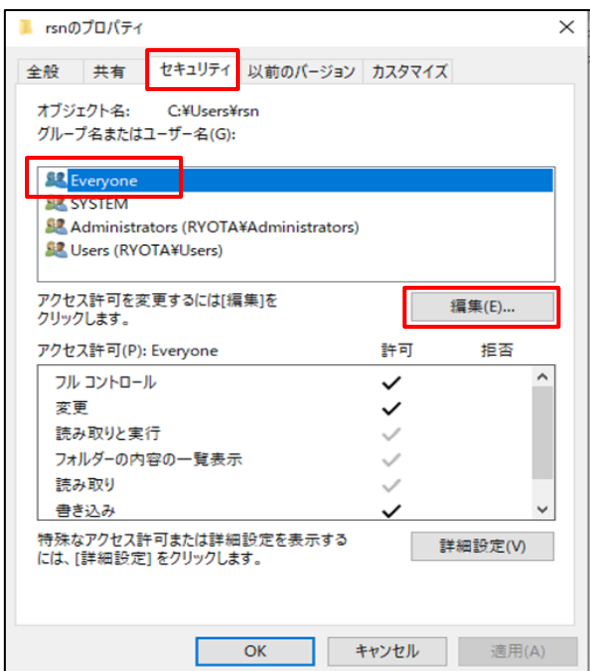 rsnのプロパティ
全般 共有 セキュリティ 以前のバージョン カスタマイズ
オブジェクト名: C:¥Users¥rsn
グループ名またはユーザー名(G):
Everyone
SYSTEM
Administrators (RYOTA¥Administrators)
Users (RYOTA¥Users)
アクセス許可を変更するには[編集]を
クリックします。
編集(E)...
アクセス許可(P): Everyone 許可 拒否
フル コントロール
変更
読み取りと実行
フォルダーの内容の一覧表示
読み取り
書き込み
特殊なアクセス許可または詳細設定を表示する
には、[詳細設定] をクリックします。
詳細設定(V)
OK キャンセル 適用(A)